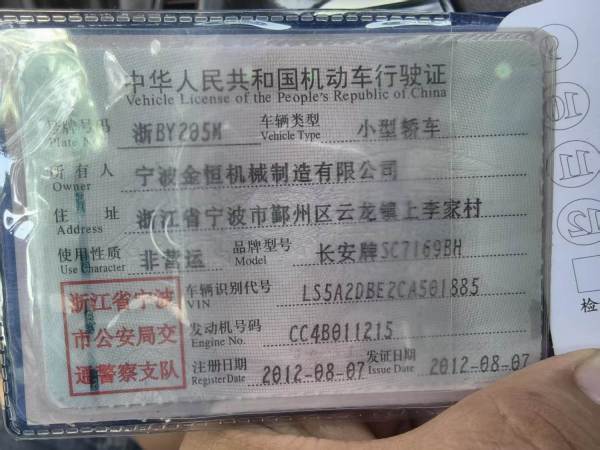 中华人民共和国机动车行驶证
Vehicle License of the People's Republic of China
号牌号码 浙BY205M 车辆类型 小型轿车
Plate No. Vehicle Type
所有人 宁波金恒机械制造有限公司
Owner
住址 浙江省宁波市鄞州区云龙镇上李家村
Address
使用性质 非营运 品牌型号 长安牌SC7169BH
Use Character Model
浙江省宁波
市公安局交
通警察支队
车辆识别代号 LS5A2DBE2CA501885
VIN
发动机号码 CC4B011215
Engine No.
注册日期 2012-08-07 发证日期 2012-08-07
Register Date Issue Date
10
11
12
检